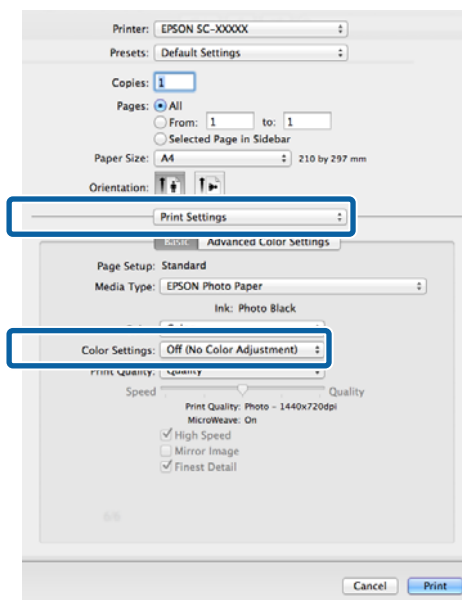 Printer: EPSON SC-XXXXX
Presets: Default Settings
Copies: 1
Pages: All
From: 1 to: 1
Selected Page in Sidebar
Paper Size: A4 210 by 297 mm
Orientation:
Print Settings
Basic Advanced Color Settings
Page Setup: Standard
Media Type: EPSON Photo Paper
Ink: Photo Black
Color Settings: Off (No Color Adjustment)
Print Quality: Quality
Speed Quality
Print Quality: Photo - 1440x720dpi
MicroWeave: On
High Speed
Mirror Image
Finest Detail
Cancel Print